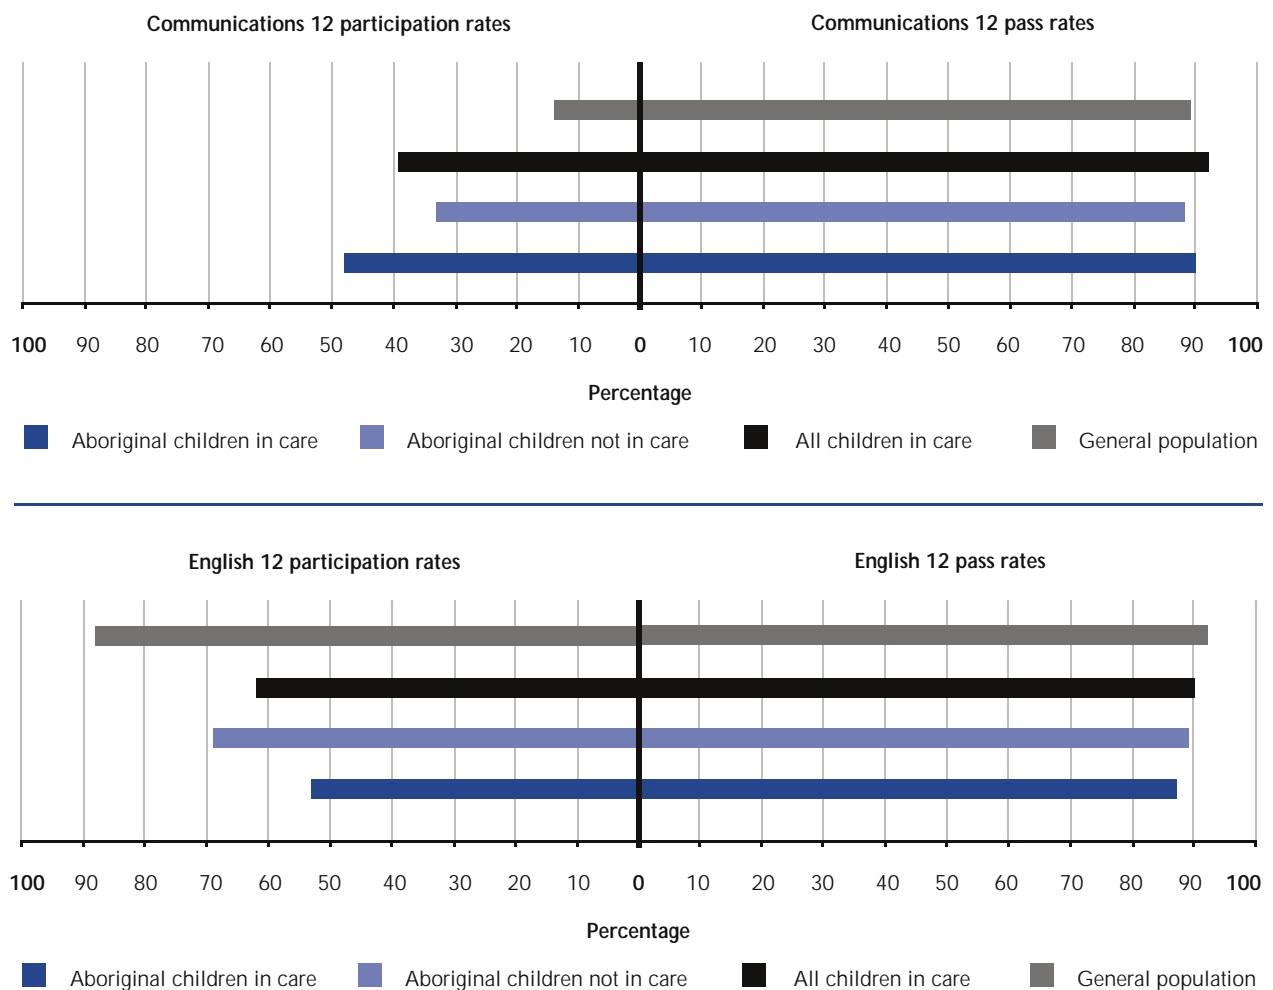 Communications 12 participation rates Communications 12 pass rates
100 90 80 70 60 50 40 30 20 10 0 10 20 30 40 50 60 70 80 90 100
Percentage
Aboriginal children in care Aboriginal children not in care All children in care General population
English 12 participation rates English 12 pass rates
100 90 80 70 60 50 40 30 20 10 0 10 20 30 40 50 60 70 80 90 100
Percentage
Aboriginal children in care Aboriginal children not in care All children in care General population